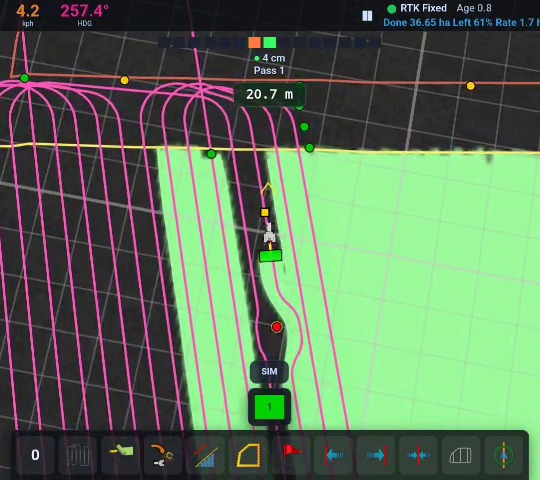 4.2
kph
257.4°
HDG
RTK Fixed Age 0.8
Done 36.65 ha Left 61% Rate 1.7 h
4 cm
Pass 1
20.7 m
SIM
1
0